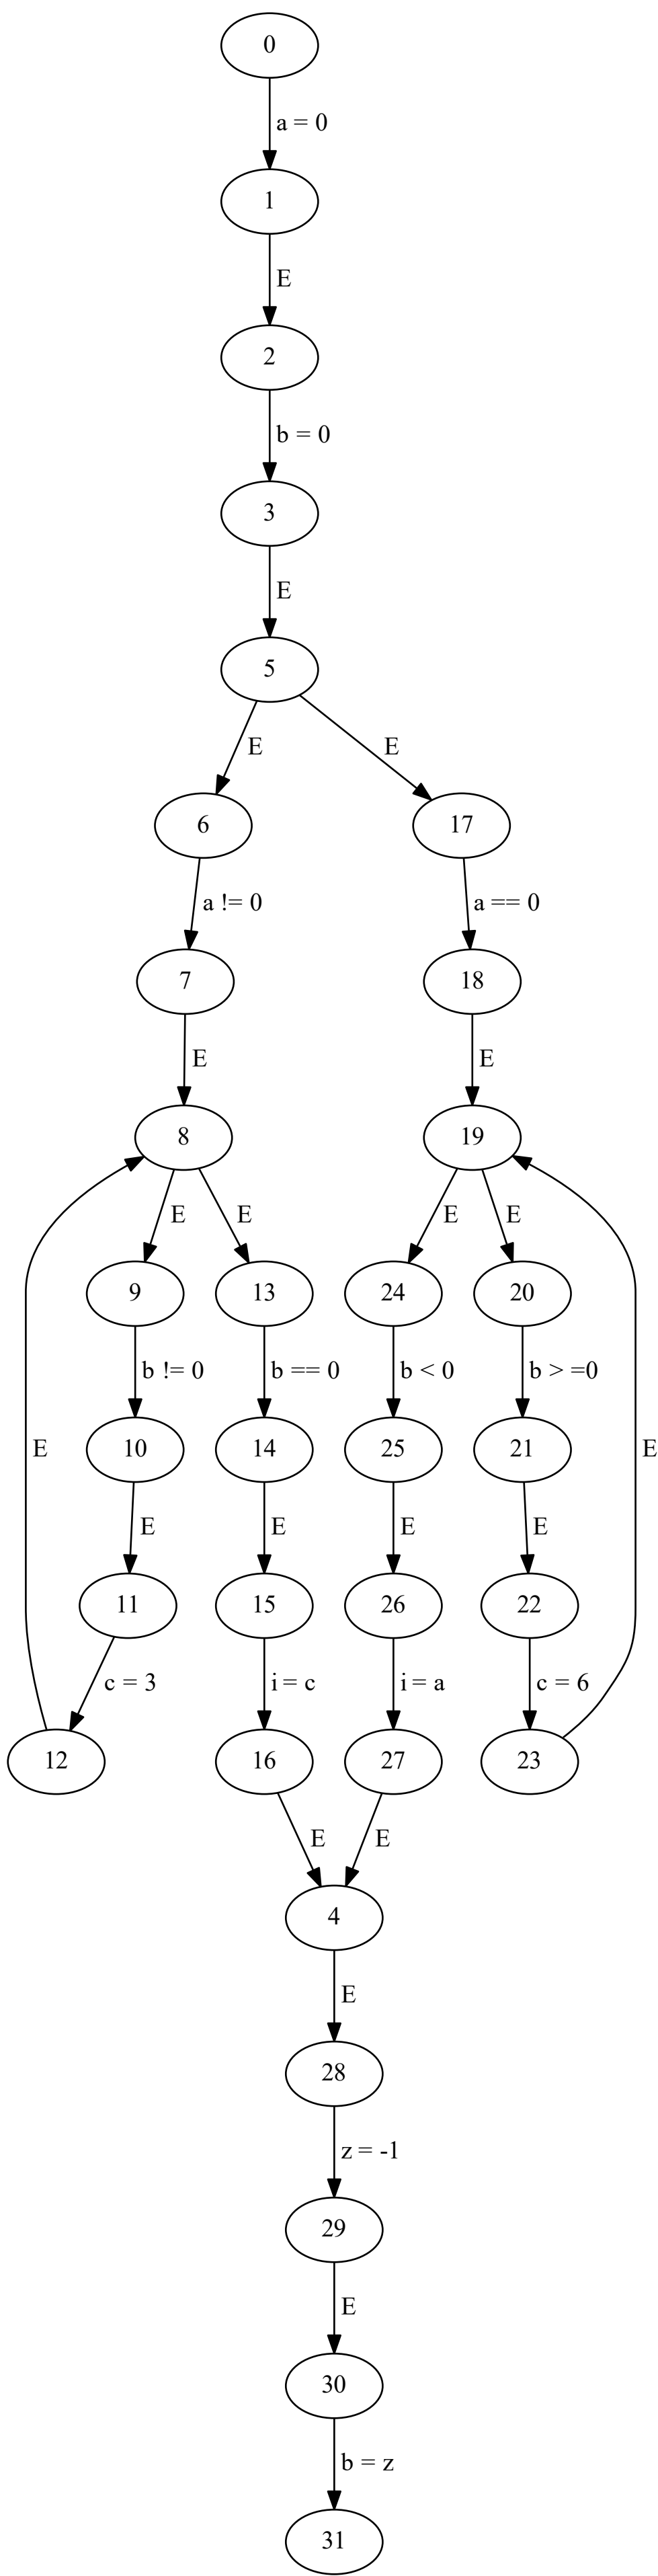 0
a = 0
1
E
2
b = 0
3
E
5
E
E
6
17
a != 0
a == 0
7
18
E
E
8
19
E
E
E
E
9
13
24
20
b != 0
b == 0
b < 0
b > =0
E
10
14
25
21
E
E
E
E
E
11
15
26
22
c = 3
i = c
i = a
c = 6
12
16
27
23
E
E
4
E
28
z = -1
29
E
30
b = z
31